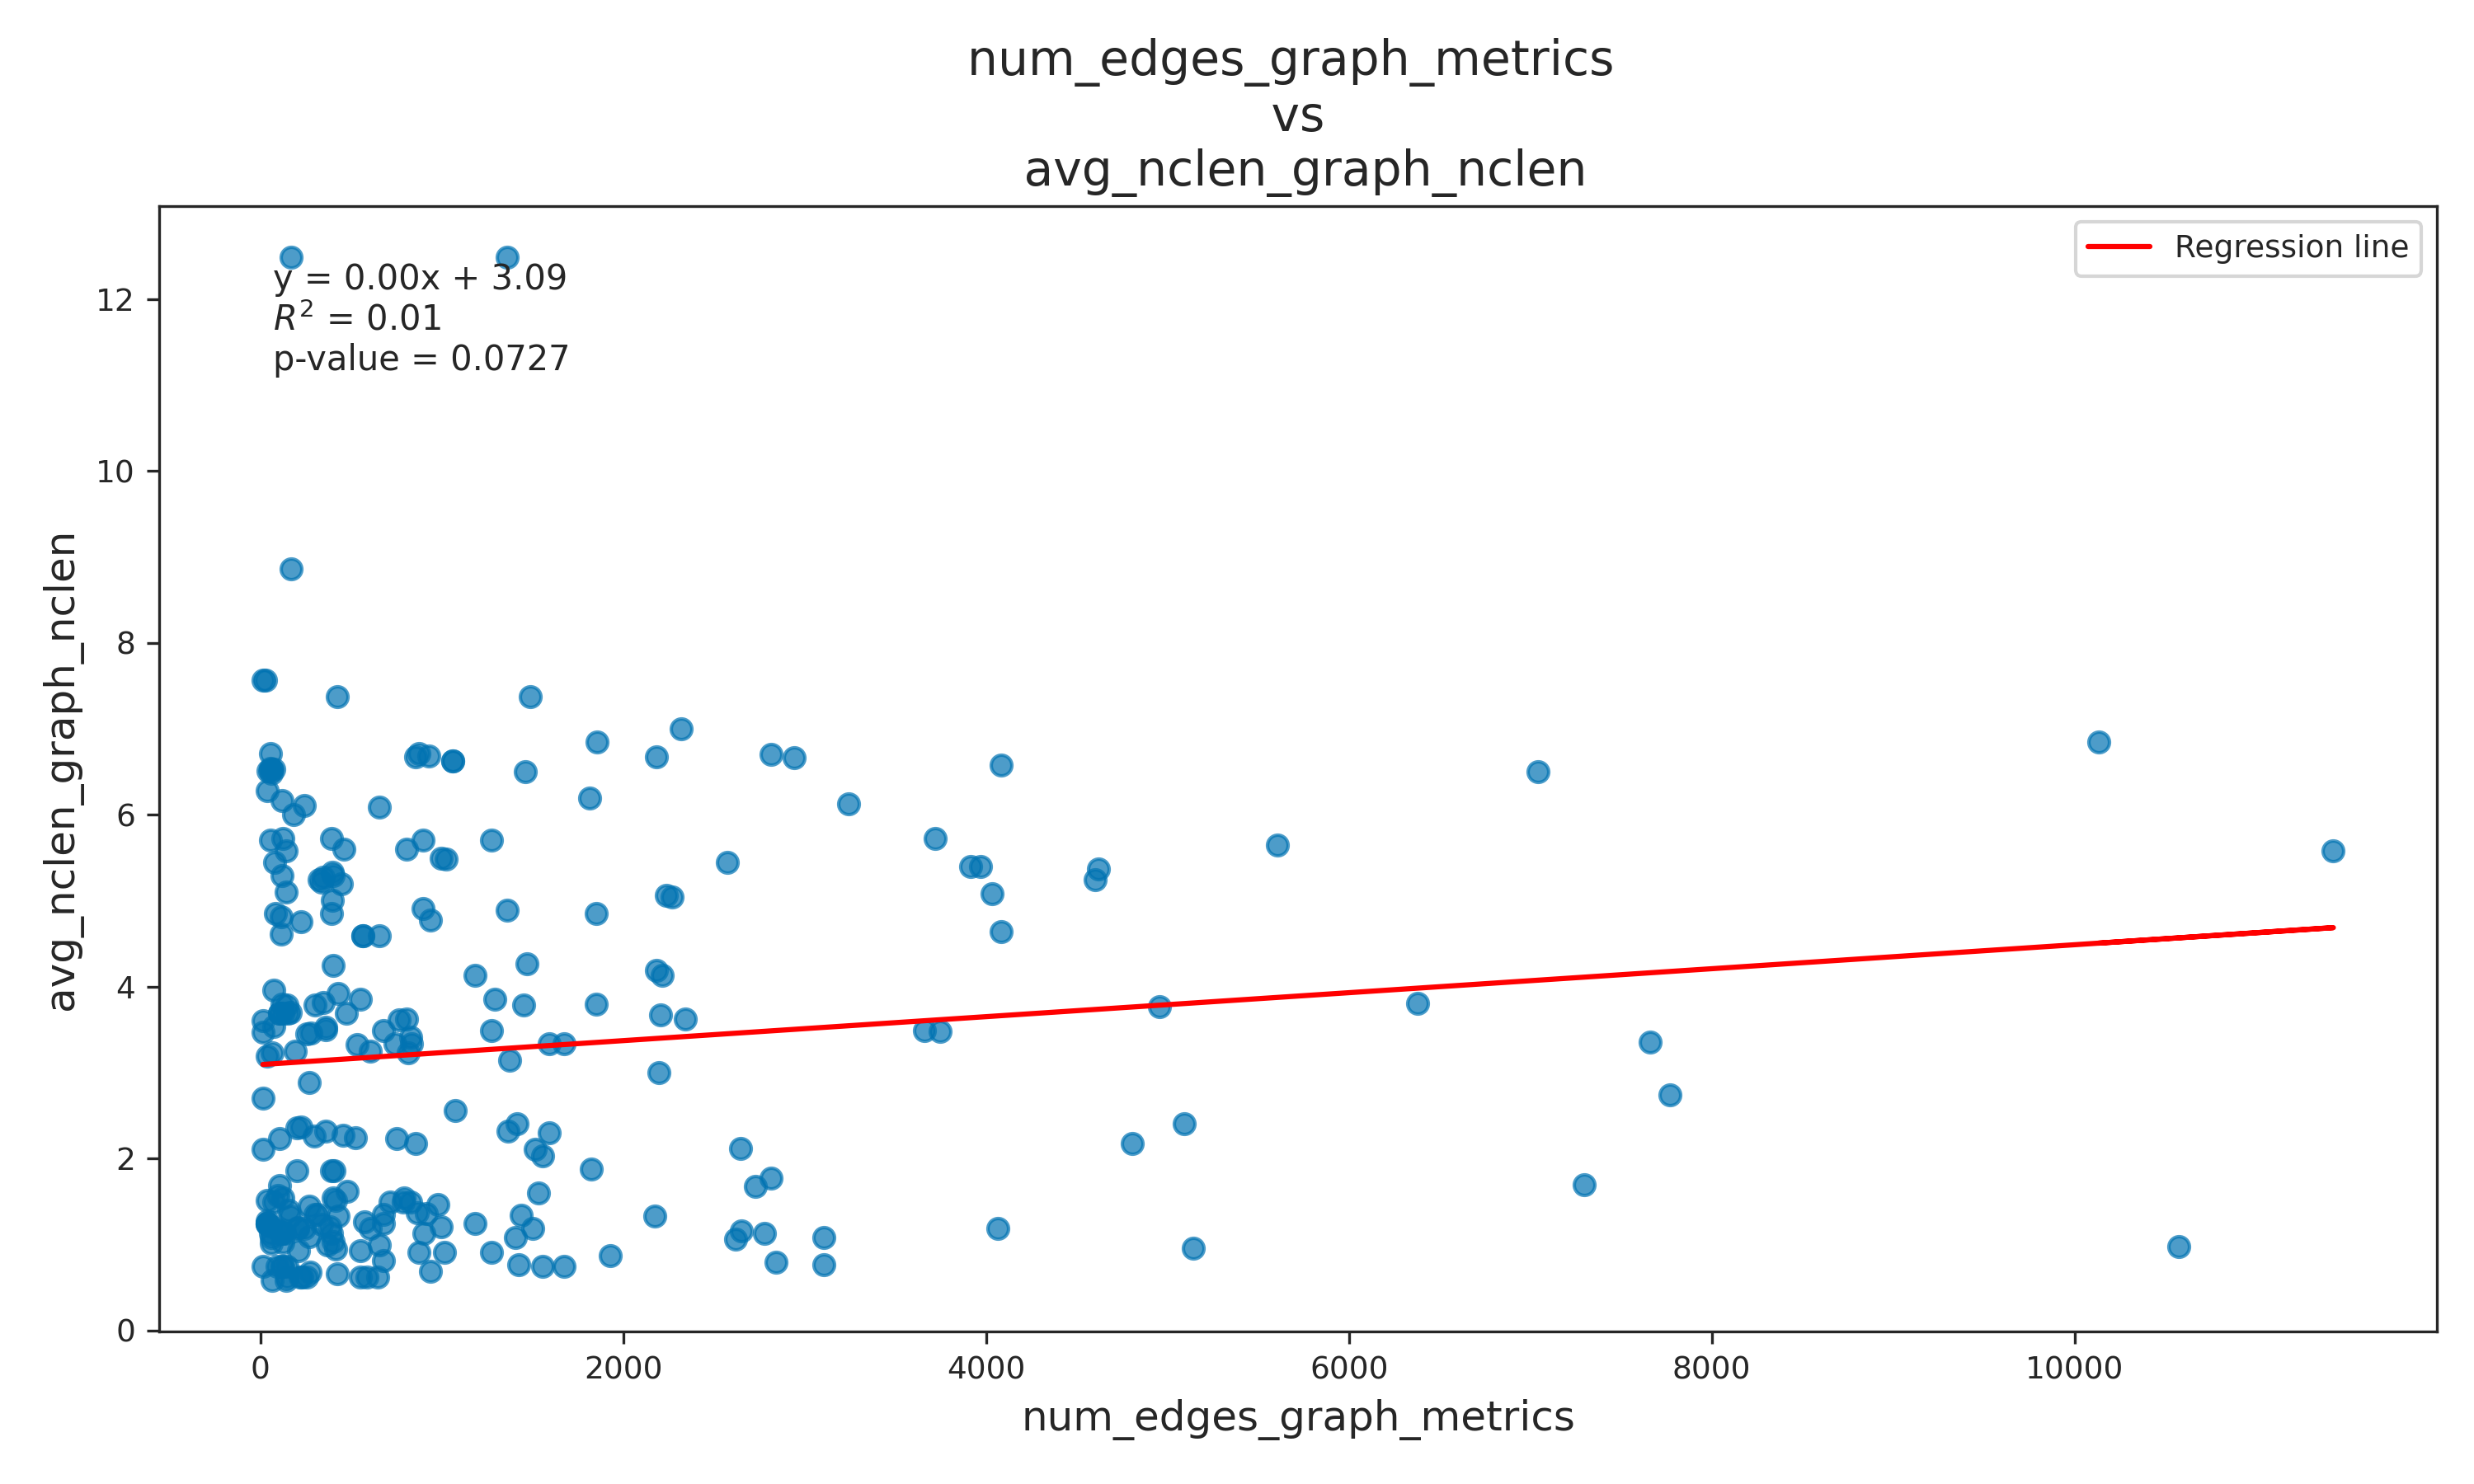 num_edges_graph_metrics
vs
avg_nclen_graph_nclen
Regression line
y = 0.00x + 3.09
R² = 0.01
p-value = 0.0727
avg_nclen_graph_nclen
12
10
8
6
4
2
0
0 2000 4000 6000 8000 10000
num_edges_graph_metrics